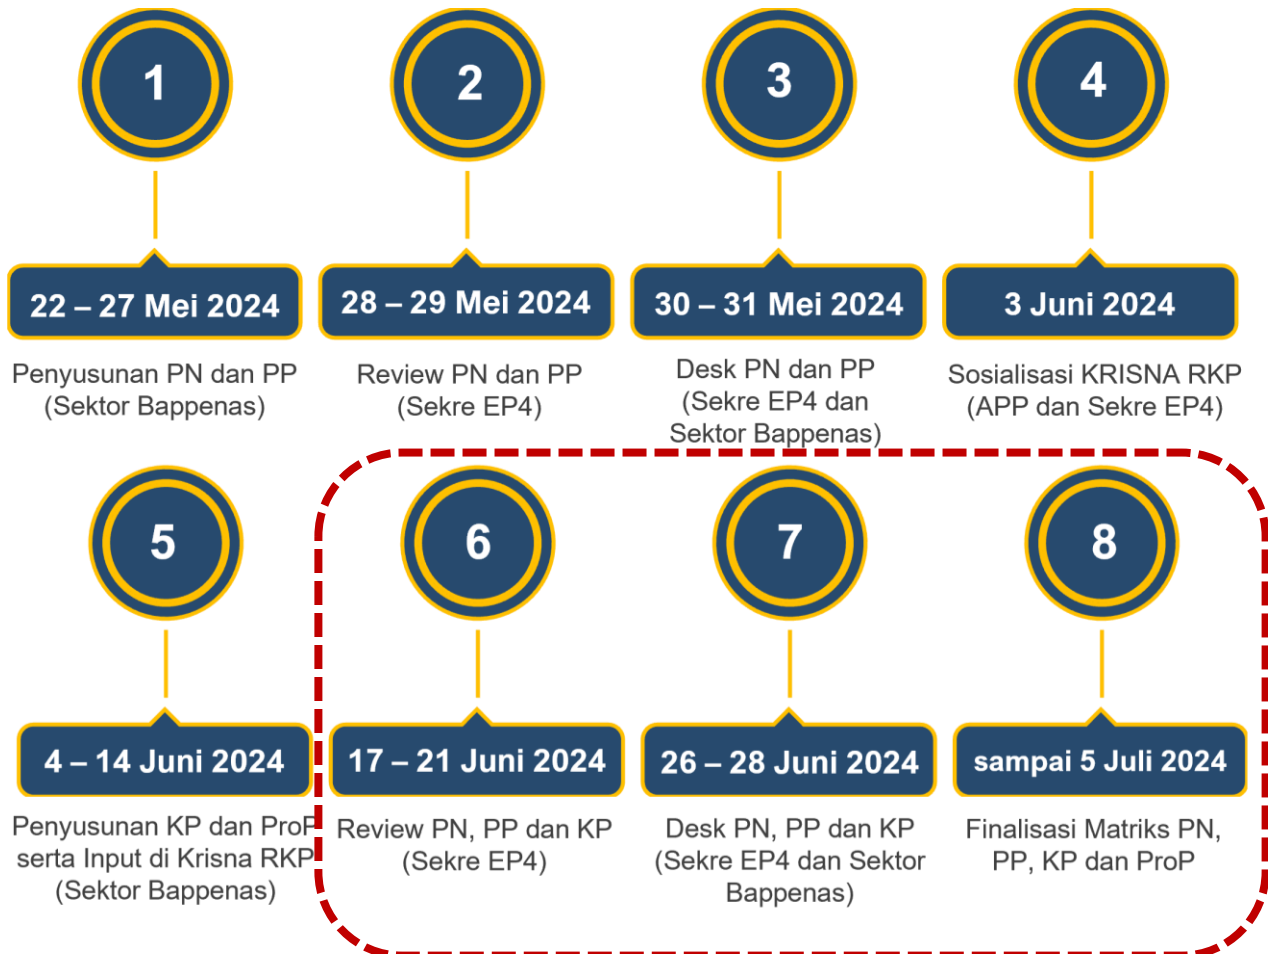 1
22 – 27 Mei 2024
Penyusunan PN dan PP
(Sektor Bappenas)
2
28 – 29 Mei 2024
Review PN dan PP
(Sekre EP4)
3
30 – 31 Mei 2024
Desk PN dan PP
(Sekre EP4 dan
Sektor Bappenas)
4
3 Juni 2024
Sosialisasi KRISNA RKP
(APP dan Sekre EP4)
5
4 – 14 Juni 2024
Penyusunan KP dan ProP
serta Input di Krisna RKP
(Sektor Bappenas)
6
17 – 21 Juni 2024
Review PN, PP dan KP
(Sekre EP4)
7
26 – 28 Juni 2024
Desk PN, PP dan KP
(Sekre EP4 dan Sektor
Bappenas)
8
sampai 5 Juli 2024
Finalisasi Matriks PN,
PP, KP dan ProP